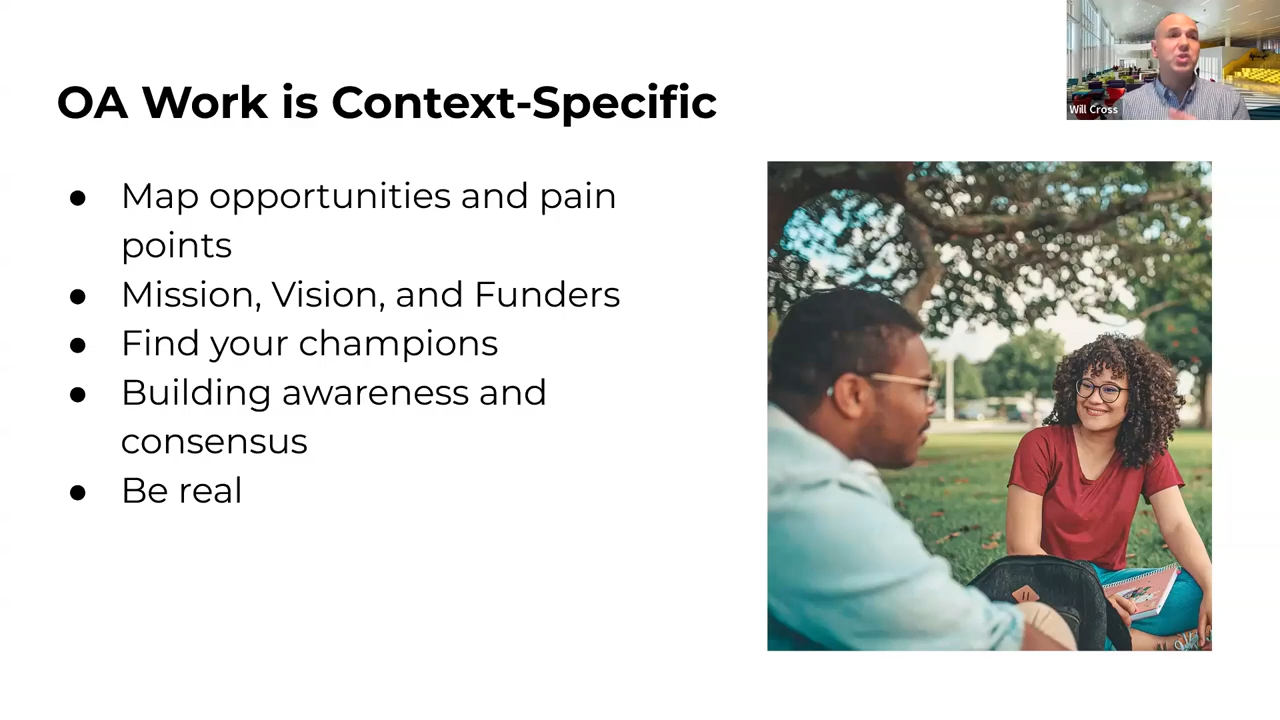 OA Work is Context-Specific
● Map opportunities and pain
points
● Mission, Vision, and Funders
● Find your champions
● Building awareness and
consensus
● Be real
Will Cross